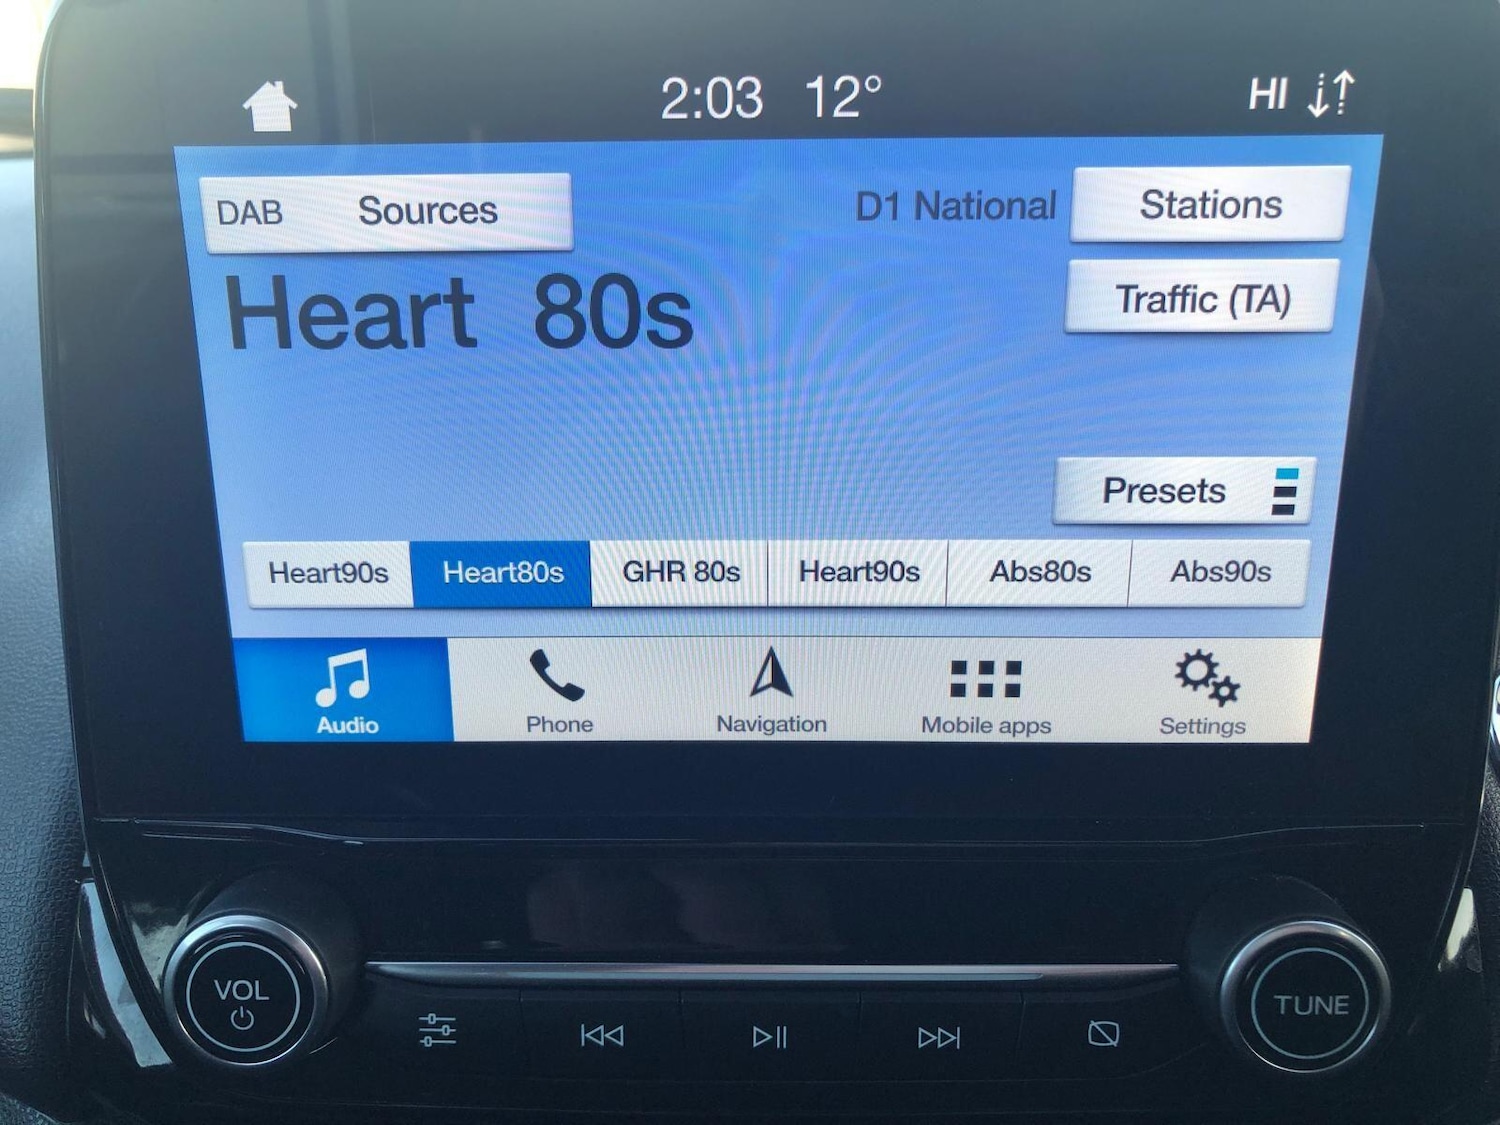 2:03 12° HI
DAB Sources D1 National Stations
Heart 80s Traffic (TA)
Presets
Heart90s Heart80s GHR 80s Heart90s Abs80s Abs90s
Audio Phone Navigation Mobile apps Settings
VOL TUNE